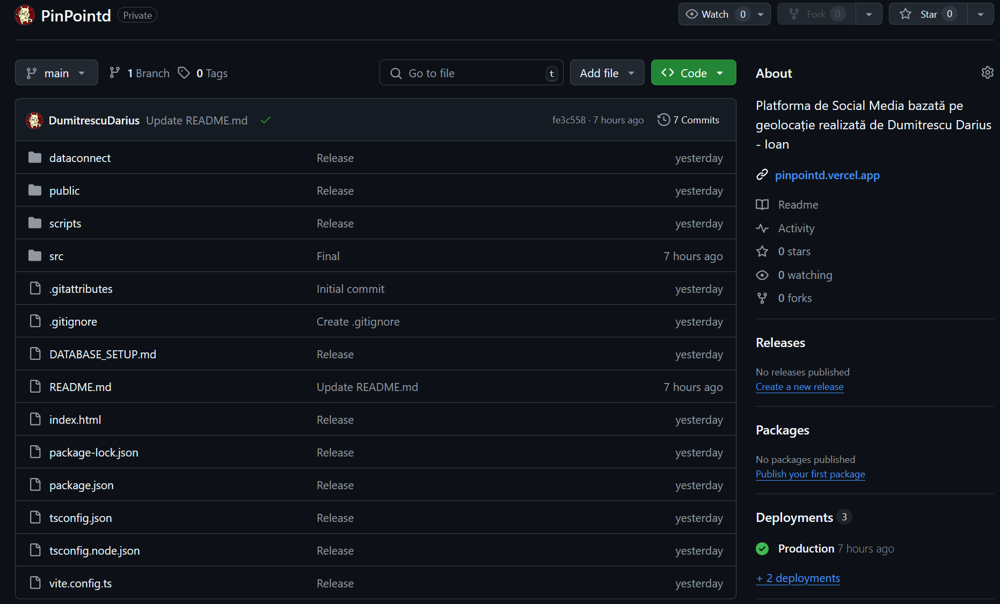 PinPointd Private
Watch 0
Fork 0
Star 0
main
1 Branch
0 Tags
Go to file
t
Add file
Code
DumitrescuDarius Update README.md
fe3c558 · 7 hours ago
7 Commits
dataconnect Release yesterday
public Release yesterday
scripts Release yesterday
src Final 7 hours ago
.gitattributes Initial commit yesterday
.gitignore Create .gitignore yesterday
DATABASE_SETUP.md Release yesterday
README.md Update README.md 7 hours ago
index.html Release yesterday
package-lock.json Release yesterday
package.json Release yesterday
tsconfig.json Release yesterday
tsconfig.node.json Release yesterday
vite.config.ts Release yesterday
About
Platforma de Social Media bazată pe
geolocație realizată de Dumitrescu Darius
- Ioan
pinpointd.vercel.app
Readme
Activity
0 stars
0 watching
0 forks
Releases
No releases published
Create a new release
Packages
No packages published
Publish your first package
Deployments 3
Production 7 hours ago
+ 2 deployments